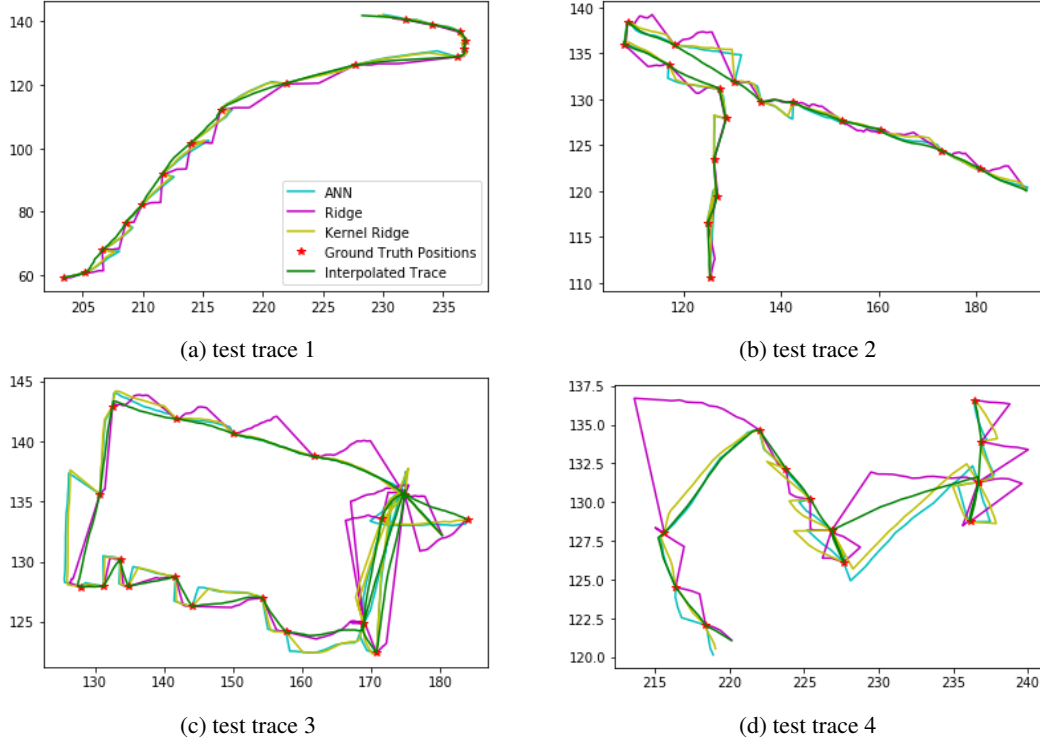 140
120
100
80
60
ANN
Ridge
Kernel Ridge
Ground Truth Positions
Interpolated Trace
205 210 215 220 225 230 235
(a) test trace 1
140
135
130
125
120
115
110
120 140 160 180
(b) test trace 2
145
140
135
130
125
130 140 150 160 170 180
(c) test trace 3
137.5
135.0
132.5
130.0
127.5
125.0
122.5
120.0
215 220 225 230 235 240
(d) test trace 4